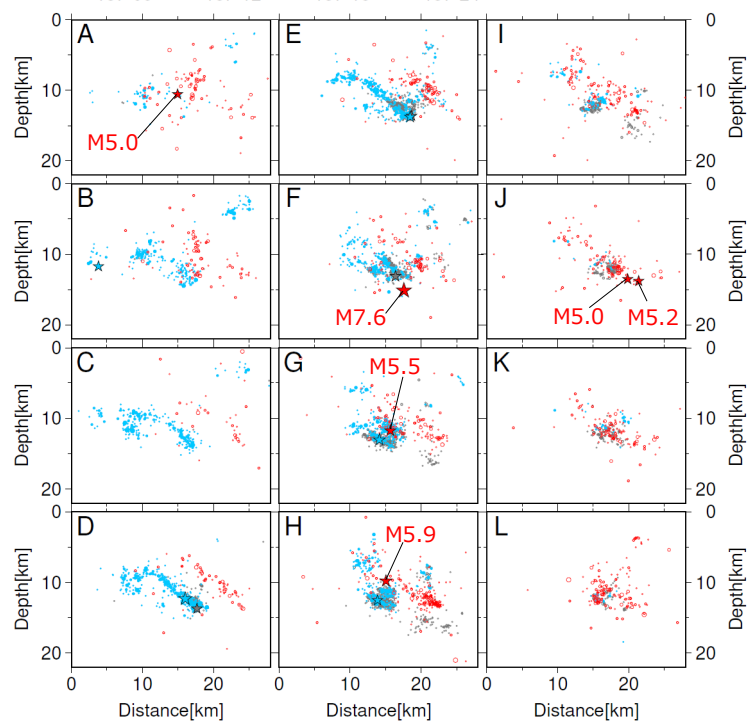 0 0
A E I
10 10
M5.0
20 20
0 0
B F J
10 10
M7.6 M5.0 M5.2
20 20
0 0
C G K
M5.5
10 10
20 20
0 0
D H L
M5.9
10 10
20 20
0 10 20 0 10 20 0 10 20
Distance[km] Distance[km] Distance[km]
Depth[km] Depth[km]
Depth[km] Depth[km]
Depth[km] Depth[km]
Depth[km] Depth[km]